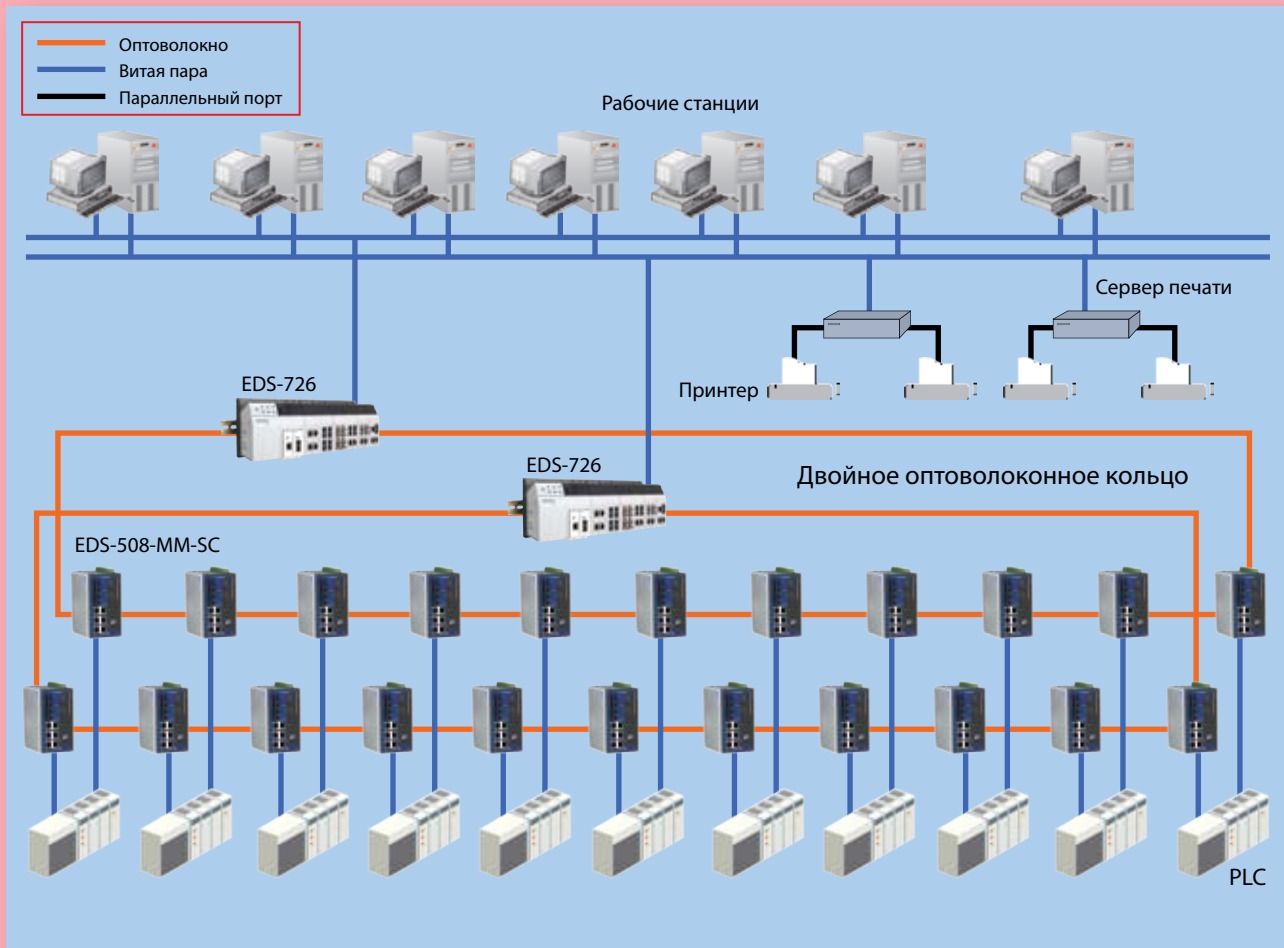 Оптоволокно
Витая пара
Параллельный порт
Рабочие станции
Сервер печати
Принтер
EDS-726
EDS-726
Двойное оптоволоконное кольцо
EDS-508-MM-SC
PLC